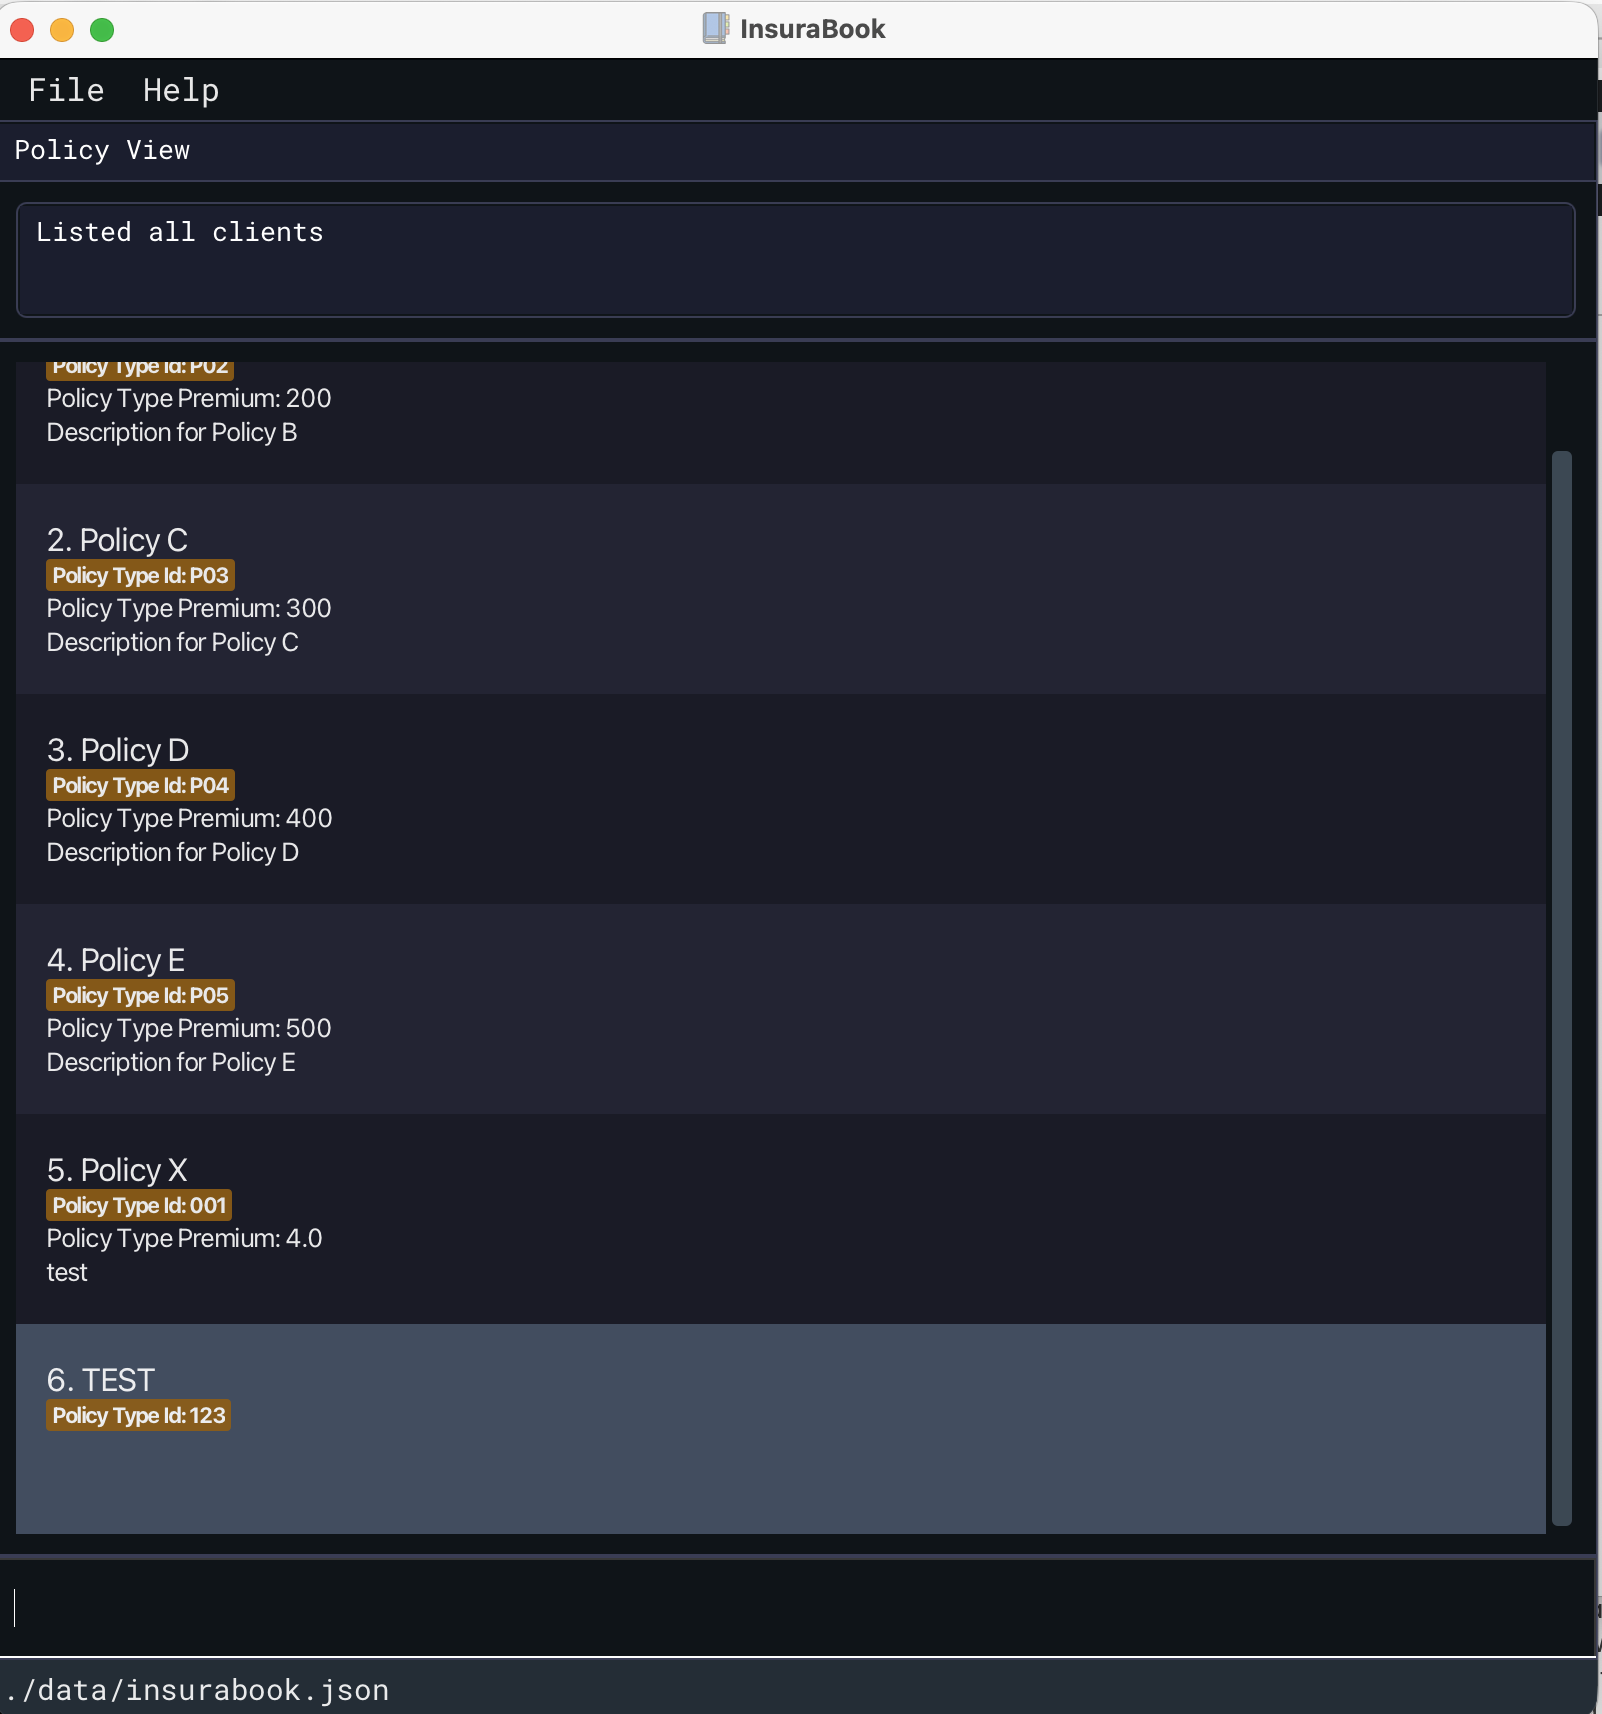 InsuraBook
File Help
Policy View
Listed all clients
Policy Type Id: P02
Policy Type Premium: 200
Description for Policy B
2. Policy C
Policy Type Id: P03
Policy Type Premium: 300
Description for Policy C
3. Policy D
Policy Type Id: P04
Policy Type Premium: 400
Description for Policy D
4. Policy E
Policy Type Id: P05
Policy Type Premium: 500
Description for Policy E
5. Policy X
Policy Type Id: 001
Policy Type Premium: 4.0
test
6. TEST
Policy Type Id: 123
./data/insurabook.json